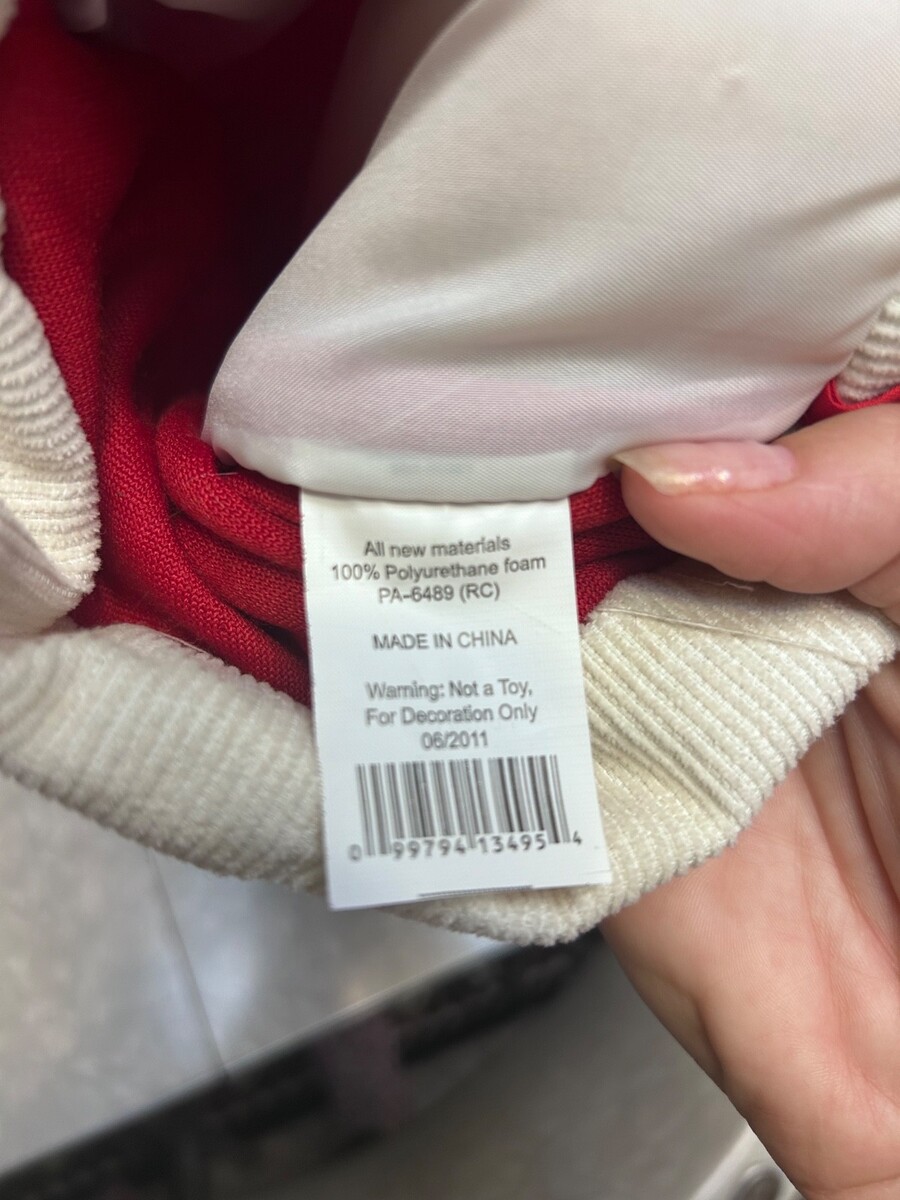 All new materials
100% Polyurethane foam
PA-6489 (RC)
MADE IN CHINA
Warning: Not a Toy,
For Decoration Only
06/2011
0 99794 13495 4